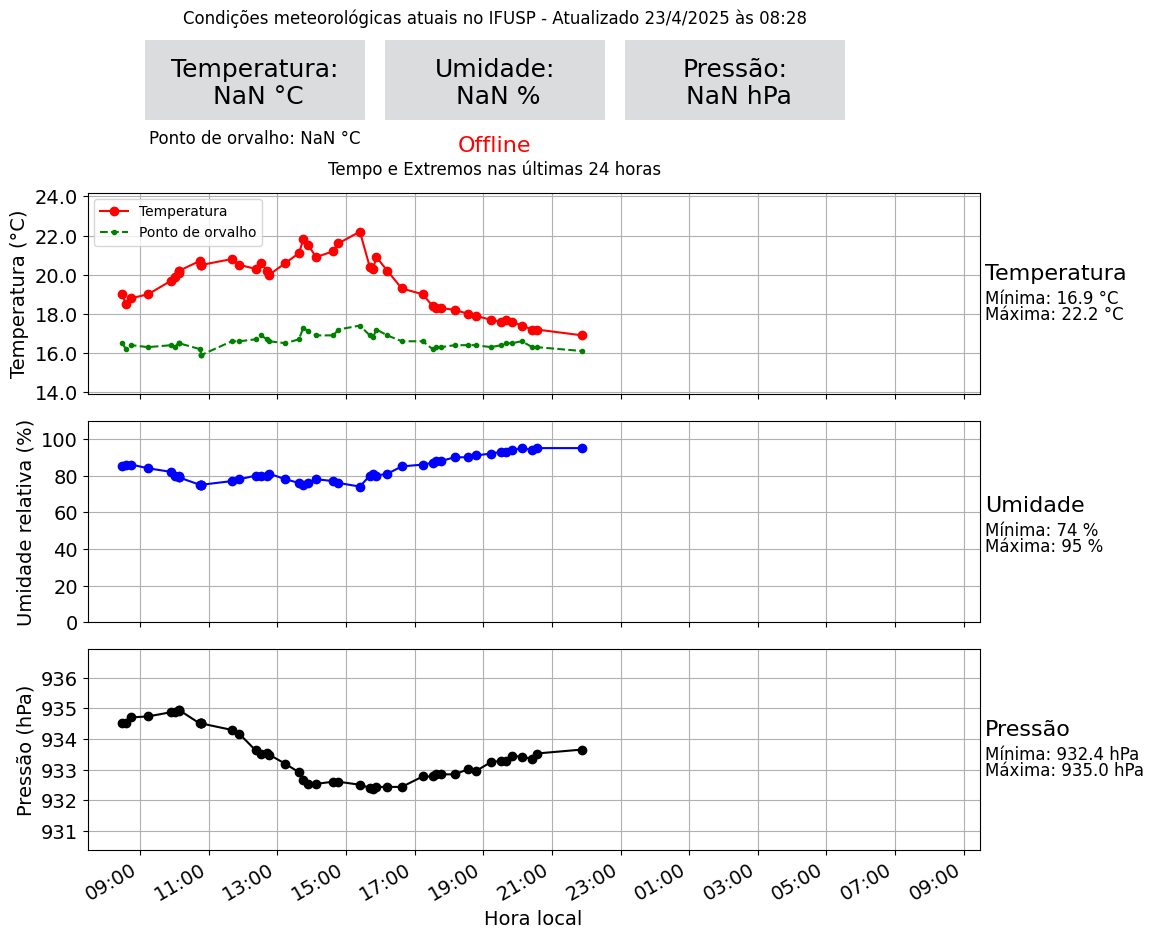 Condições meteorológicas atuais no IFUSP - Atualizado 23/4/2025 às 08:28
Temperatura:
NaN °C
Umidade:
NaN %
Pressão:
NaN hPa
Ponto de orvalho: NaN °C
Offline
Tempo e Extremos nas últimas 24 horas
Temperatura (°C)
24.0
22.0
20.0
18.0
16.0
14.0
Temperatura
Ponto de orvalho
Temperatura
Mínima: 16.9 °C
Máxima: 22.2 °C
Umidade relativa (%)
100
80
60
40
20
0
Umidade
Mínima: 74 %
Máxima: 95 %
Pressão (hPa)
936
935
934
933
932
931
Pressão
Mínima: 932.4 hPa
Máxima: 935.0 hPa
09:00 11:00 13:00 15:00 17:00 19:00 21:00 23:00 01:00 03:00 05:00 07:00 09:00
Hora local